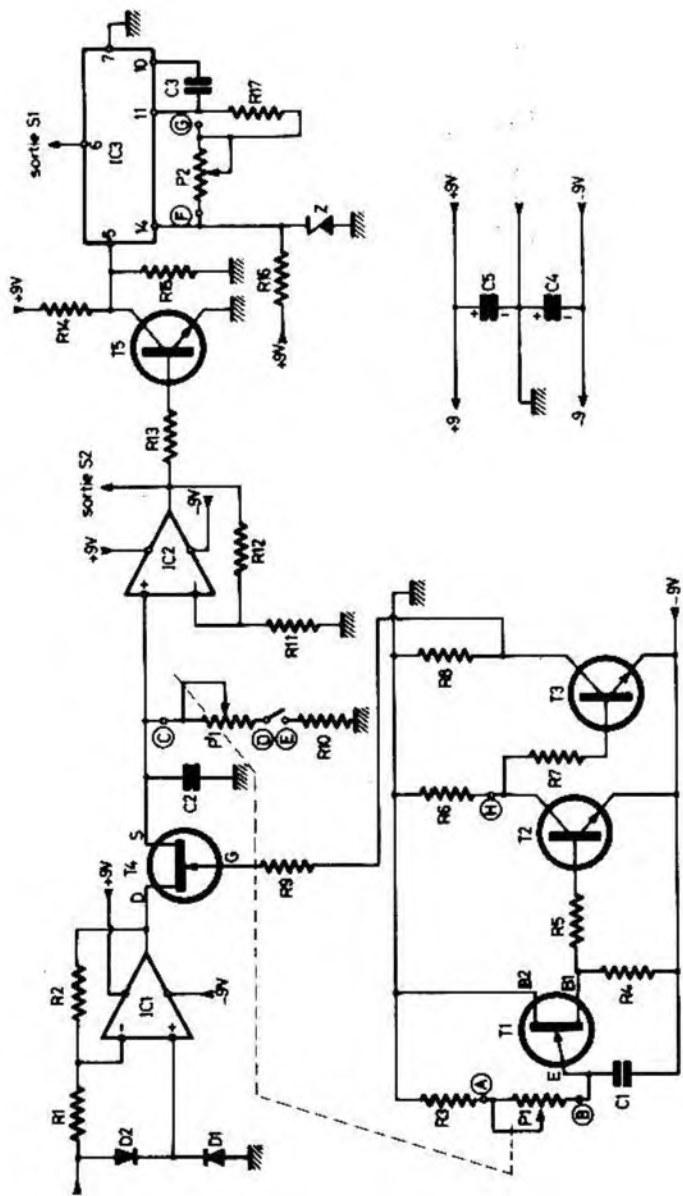 sortie S1
6
5
IC3
7
14
11
10
C3
F
P2
G
R17
Z
R16
+9V
+9V
R14
R15
T5
R13
sortie S2
+9V
-9V
IC2
+
-
R12
R11
C
P'1
D
E
R10
C2
S
T4
D
G
R9
+9V
R2
R1
IC1
-
+
-9V
D2
D1
+9
+9V
+
C5
-
+
C4
-
-9
-9V
R3
A
P1
B
E
T1
B2
B1
C1
R4
R5
R6
H
T2
R7
R8
T3
-9V